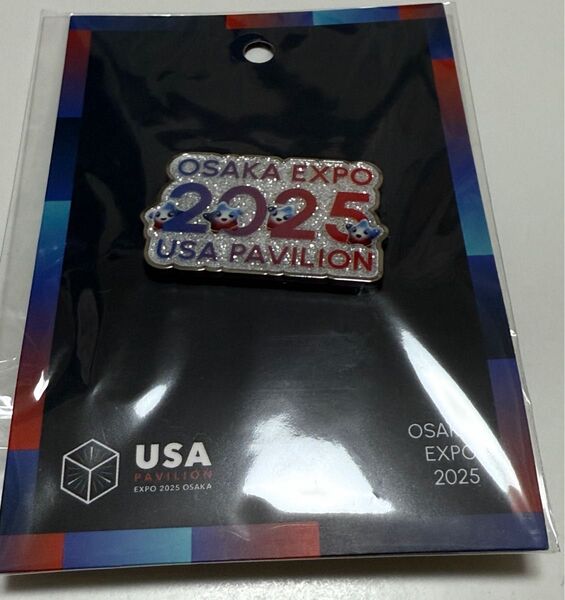 OSAKA EXPO
2025
USA PAVILION
USA
PAVILION
EXPO 2025 OSAKA
OSAKA
EXPO
2025